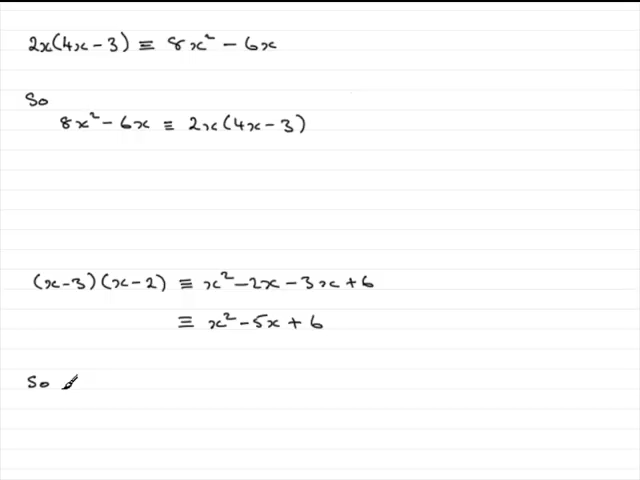 2x(4x-3) ≡ 8x² - 6x
So
8x² - 6x ≡ 2x(4x-3)
(x-3)(x-2) ≡ x² - 2x - 3x + 6
≡ x² - 5x + 6
So